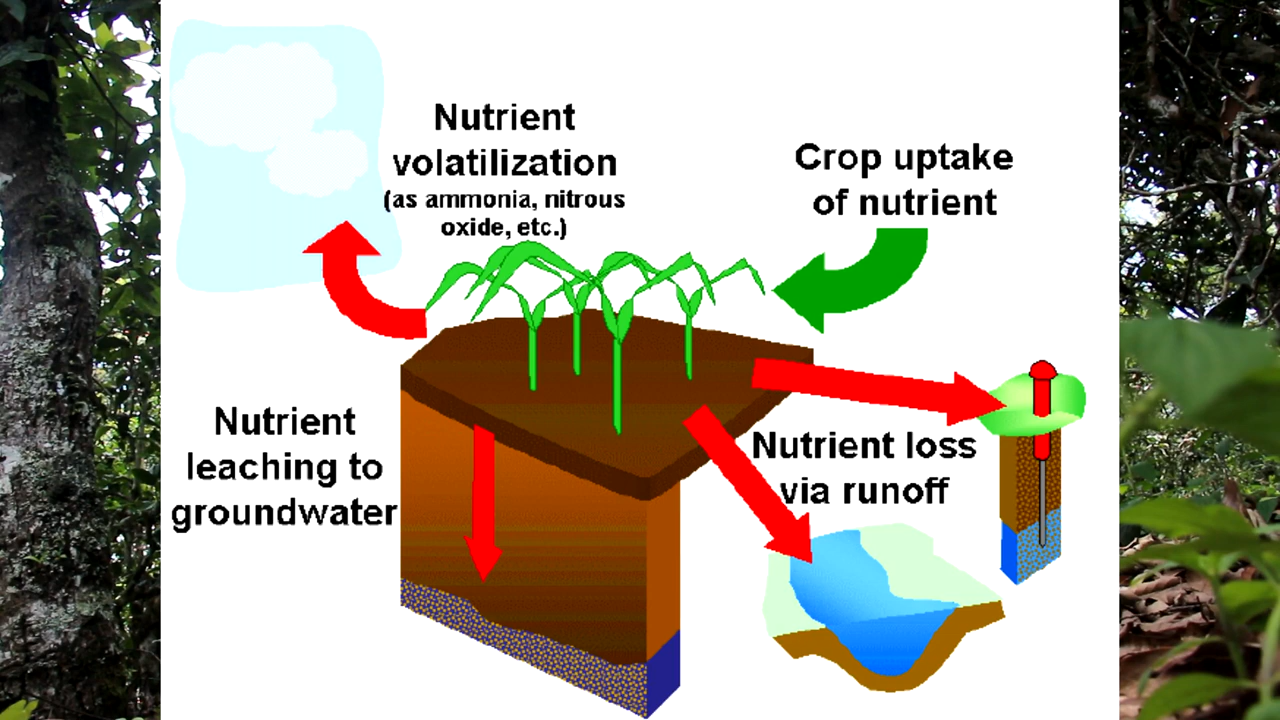 Nutrient
volatilization
(as ammonia, nitrous
oxide, etc.)
Crop uptake
of nutrient
Nutrient
leaching to
groundwater
Nutrient loss
via runoff